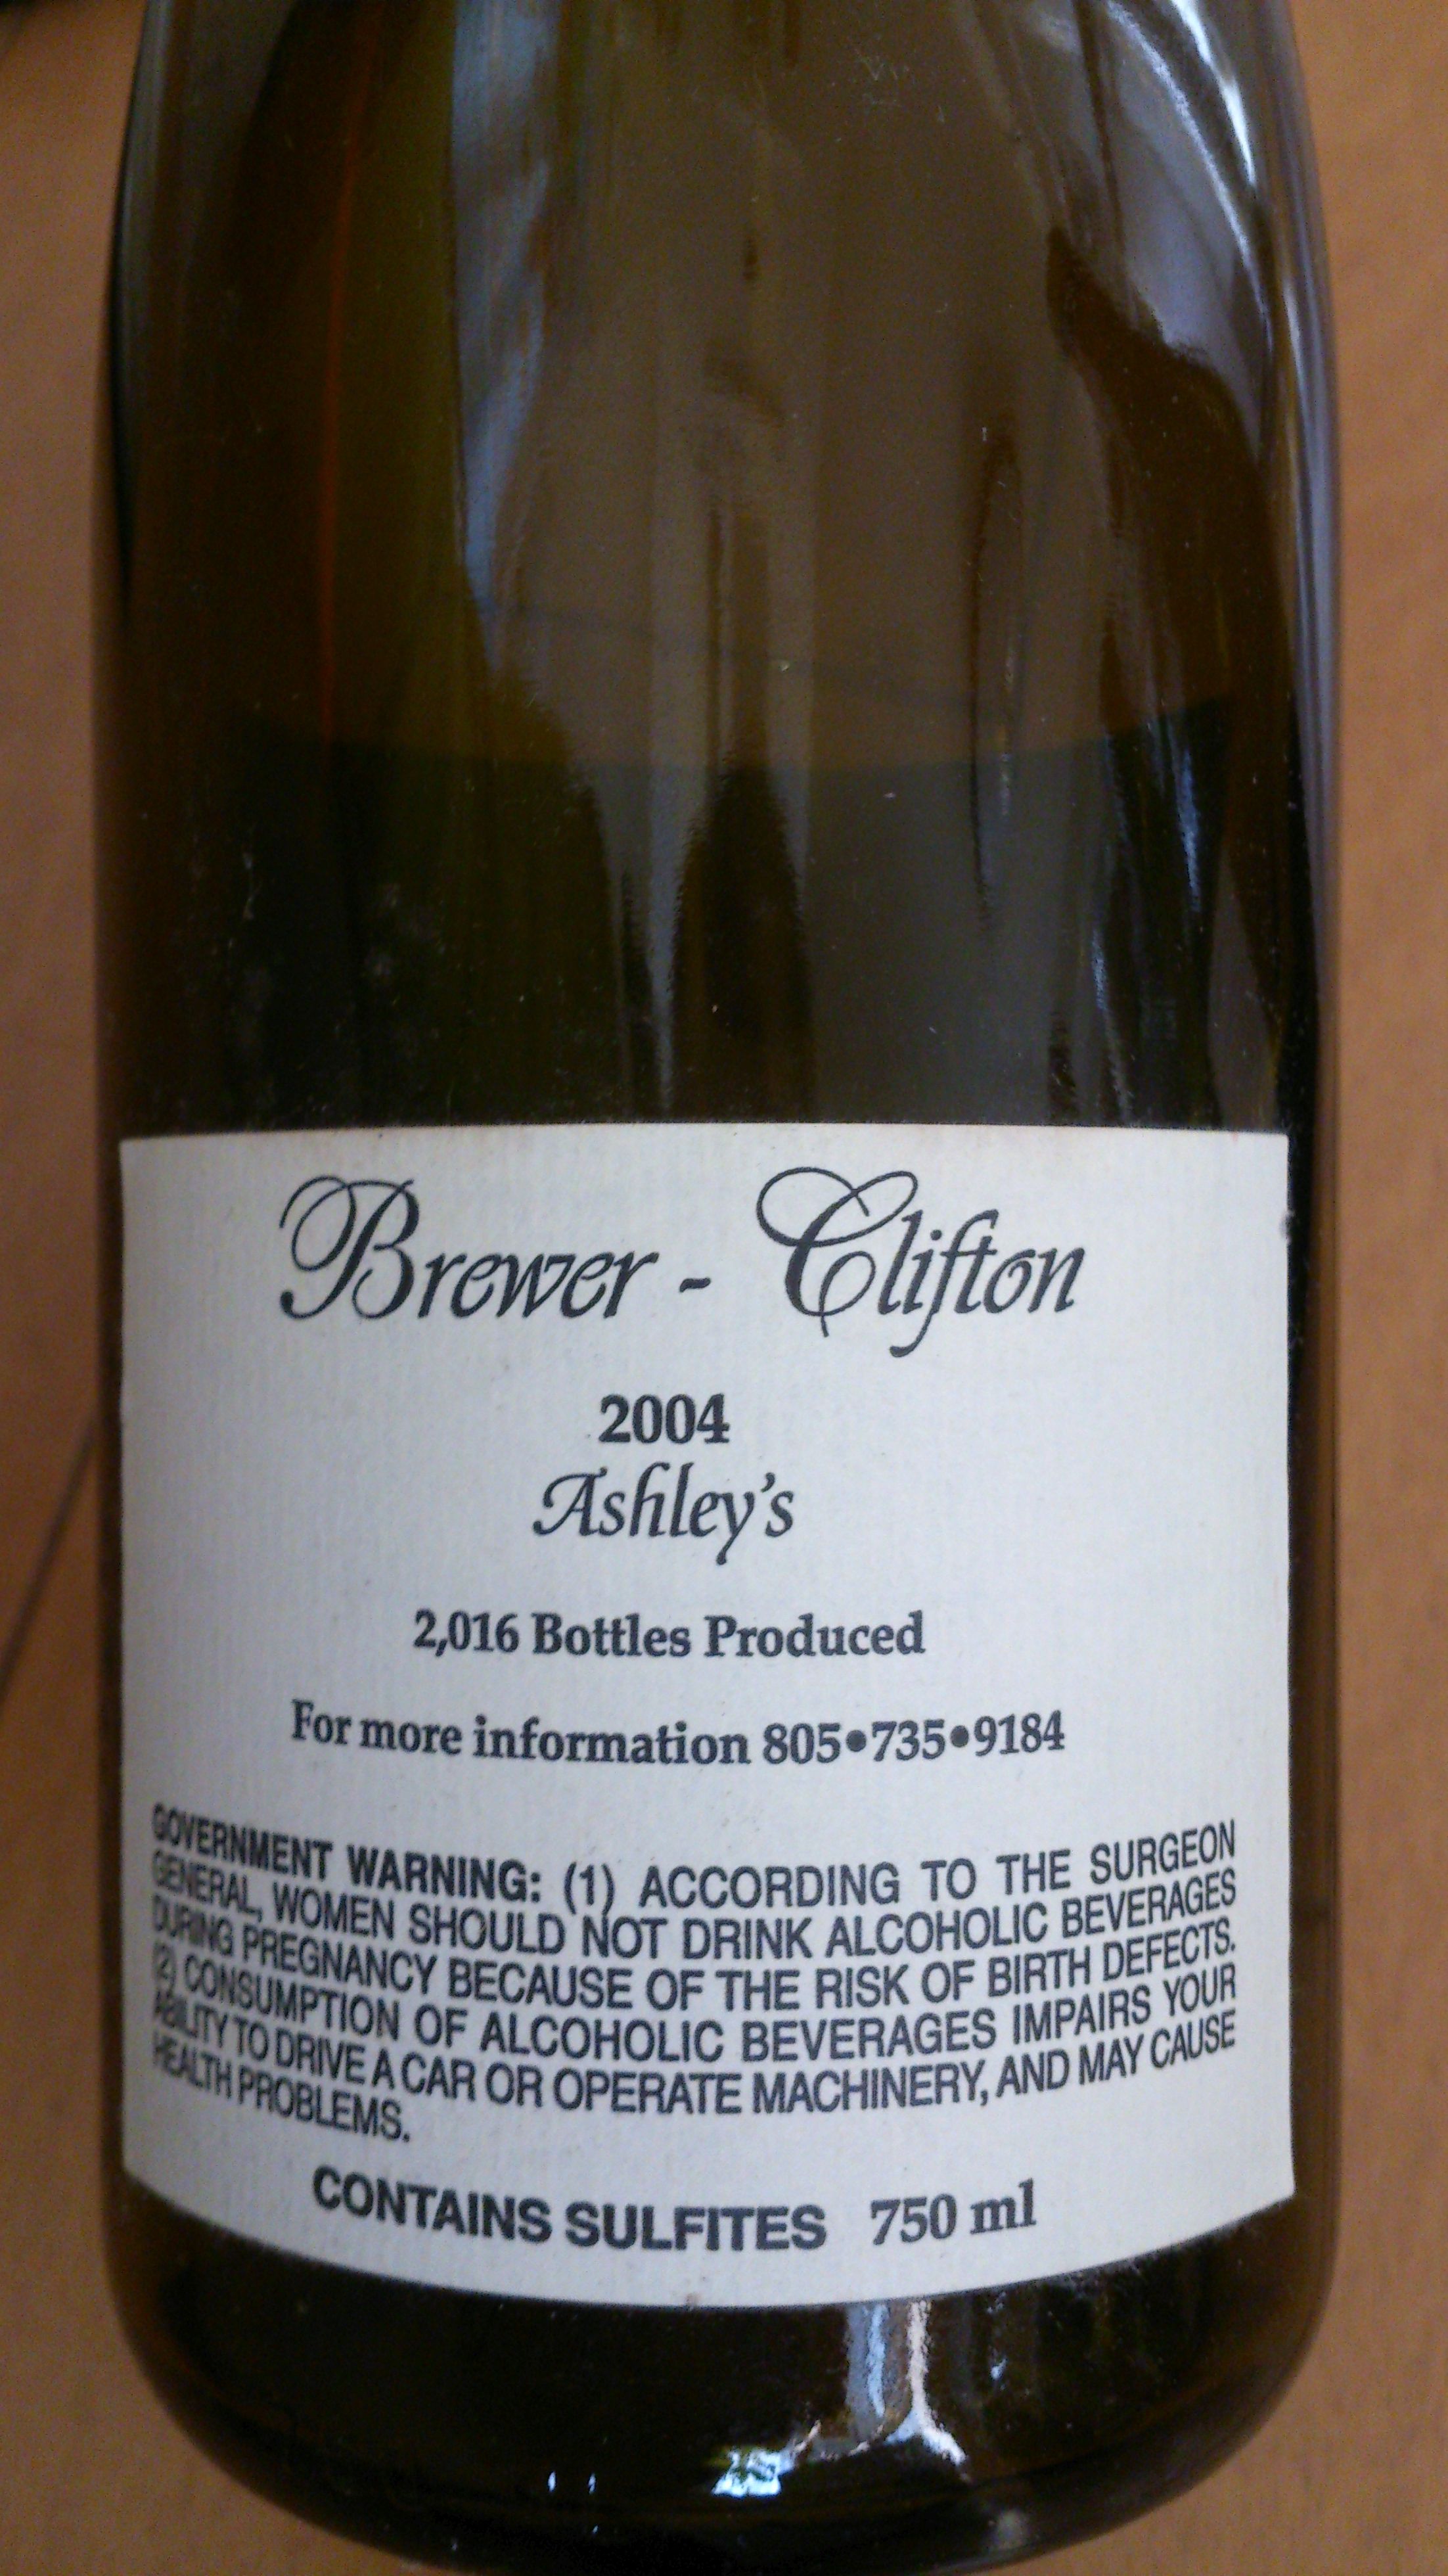 Brewer - Clifton
2004
Ashley's
2,016 Bottles Produced
For more information 805•735•9184
GOVERNMENT WARNING: (1) ACCORDING TO THE SURGEON
GENERAL, WOMEN SHOULD NOT DRINK ALCOHOLIC BEVERAGES
DURING PREGNANCY BECAUSE OF THE RISK OF BIRTH DEFECTS.
(2) CONSUMPTION OF ALCOHOLIC BEVERAGES IMPAIRS YOUR
ABILITY TO DRIVE A CAR OR OPERATE MACHINERY, AND MAY CAUSE
HEALTH PROBLEMS.
CONTAINS SULFITES 750 ml